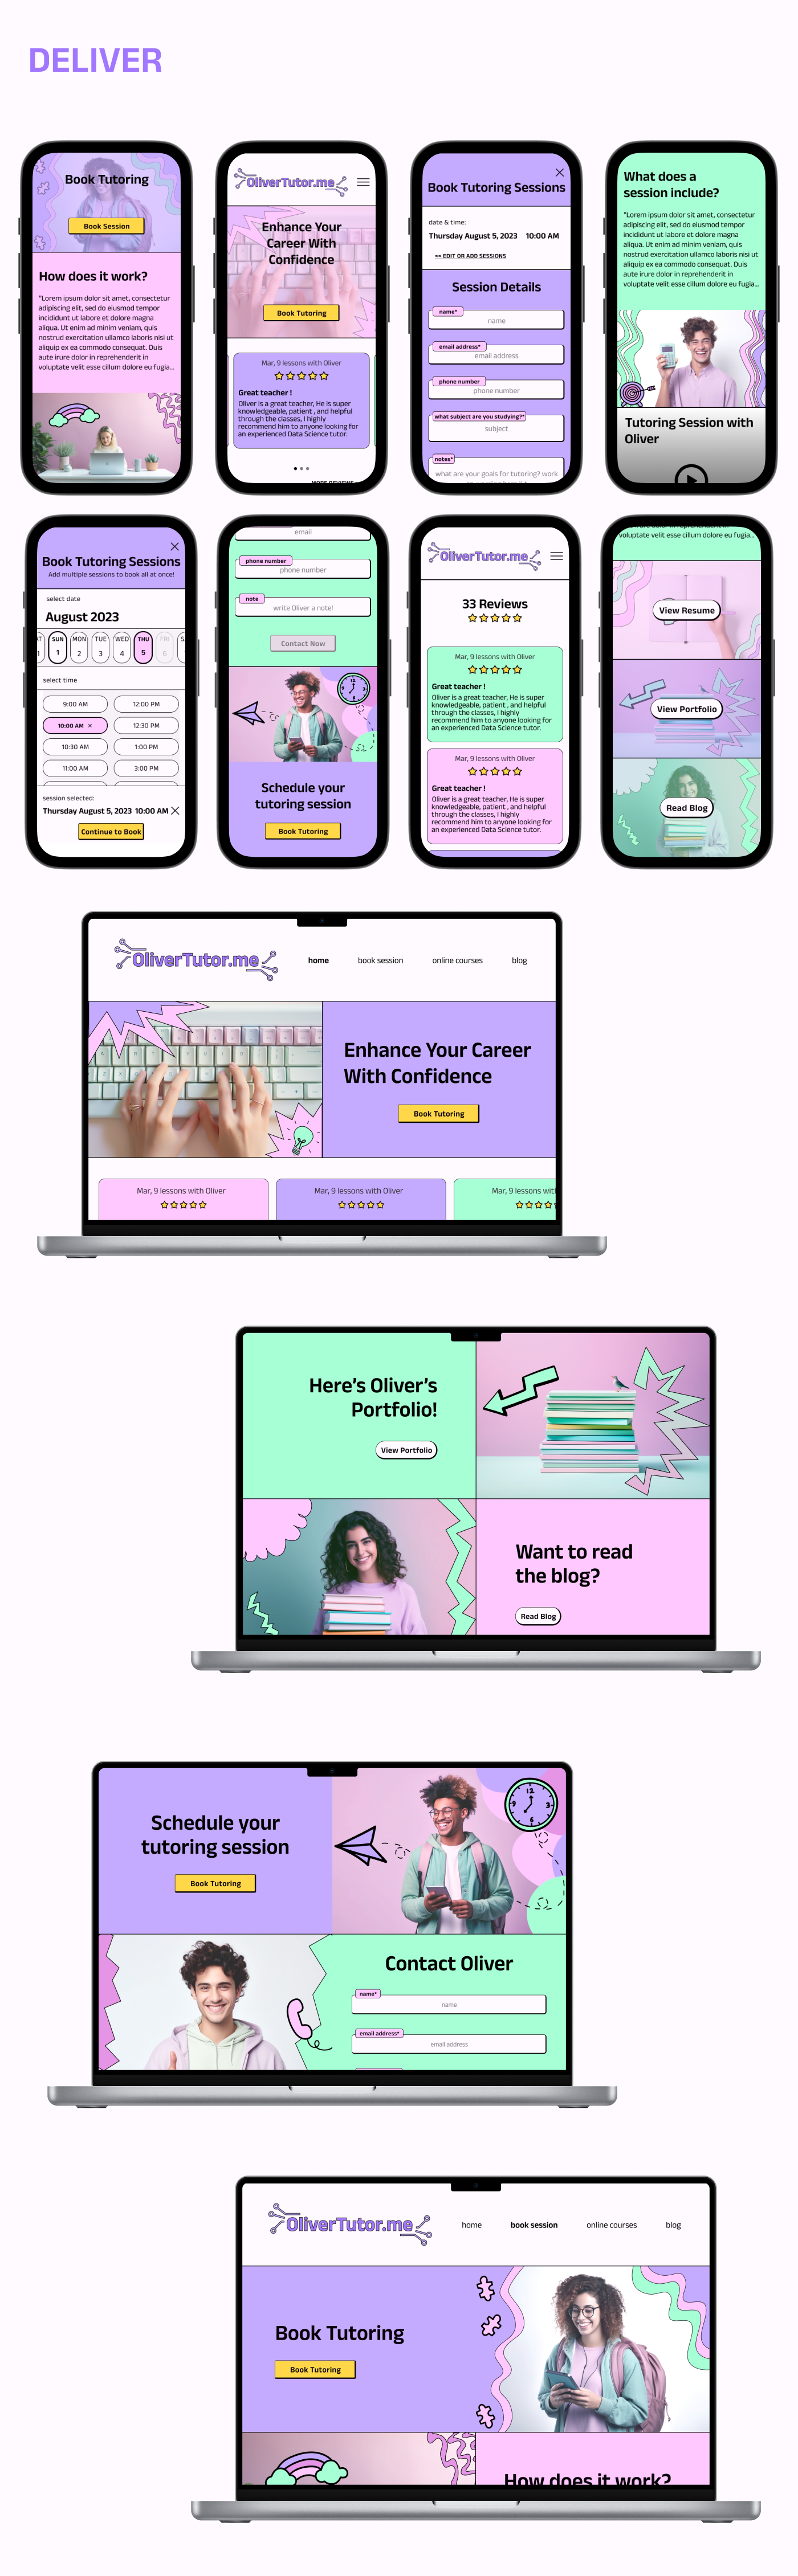 DELIVER
Book Tutoring
Book Session
How does it work?
"Lorem ipsum dolor sit amet, consectetur
adipiscing elit, sed do eiusmod tempor
incididunt ut labore et dolore magna
aliqua. Ut enim ad minim veniam, quis
nostrud exercitation ullamco laboris nisi ut
aliquip ex ea commodo consequat. Duis
aute irure dolor in reprehenderit in
voluptate velit esse cillum dolore eu fugia...
OliverTutor.me
Enhance Your
Career With
Confidence
Book Tutoring
Mar, 9 lessons with Oliver
Great teacher !
Oliver is a great teacher, He is super
knowledgeable, patient , and helpful
through the classes, I highly
recommend him to anyone looking for
an experienced Data Science tutor.
MORE REVIEWS
Book Tutoring Sessions
date & time:
Thursday August 5, 2023 10:00 AM
<< EDIT OR ADD SESSIONS
Session Details
name*
name
email address*
email address
phone number
phone number
what subject are you studying?*
subject
notes*
what are your goals for tutoring? work
What does a
session include?
"Lorem ipsum dolor sit amet, consectetur
adipiscing elit, sed do eiusmod tempor
incididunt ut labore et dolore magna
aliqua. Ut enim ad minim veniam, quis
nostrud exercitation ullamco laboris nisi ut
aliquip ex ea commodo consequat. Duis
aute irure dolor in reprehenderit in
voluptate velit esse cillum dolore eu fugia...
Tutoring Session with
Oliver
Book Tutoring Sessions
Add multiple sessions to book all at once!
select date
August 2023
SUN MON TUE WED THU FRI
1 2 3 4 5 6
select time
9:00 AM 12:00 PM
10:00 AM × 12:30 PM
10:30 AM 1:00 PM
11:00 AM 3:00 PM
session selected:
Thursday August 5, 2023 10:00 AM
Continue to Book
email
phone number
phone number
note
write Oliver a note!
Contact Now
Schedule your
tutoring session
Book Tutoring
OliverTutor.me
33 Reviews
Mar, 9 lessons with Oliver
Great teacher !
Oliver is a great teacher, He is super
knowledgeable, patient , and helpful
through the classes, I highly
recommend him to anyone looking for
an experienced Data Science tutor.
Mar, 9 lessons with Oliver
Great teacher !
Oliver is a great teacher, He is super
knowledgeable, patient , and helpful
through the classes, I highly
recommend him to anyone looking for
an experienced Data Science tutor.
voluptate velit esse cillum dolore eu fugia...
View Resume
View Portfolio
Read Blog
OliverTutor.me
home book session online courses blog
Enhance Your Career
With Confidence
Book Tutoring
Mar, 9 lessons with Oliver
Mar, 9 lessons with Oliver
Mar, 9 lessons with
Here's Oliver's
Portfolio!
View Portfolio
Want to read
the blog?
Read Blog
Schedule your
tutoring session
Book Tutoring
12
9 3
6
Contact Oliver
name*
name
email address*
email address
OliverTutor.me
home book session online courses blog
Book Tutoring
Book Tutoring
How does it work?